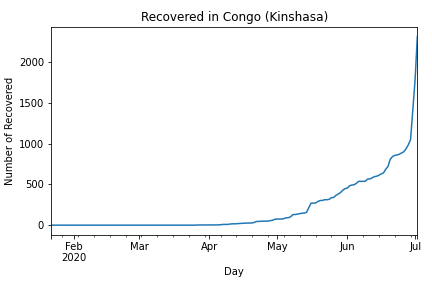 Recovered in Congo (Kinshasa)
Number of Recovered
2000
1500
1000
500
0
Feb Mar Apr May Jun Jul
2020
Day